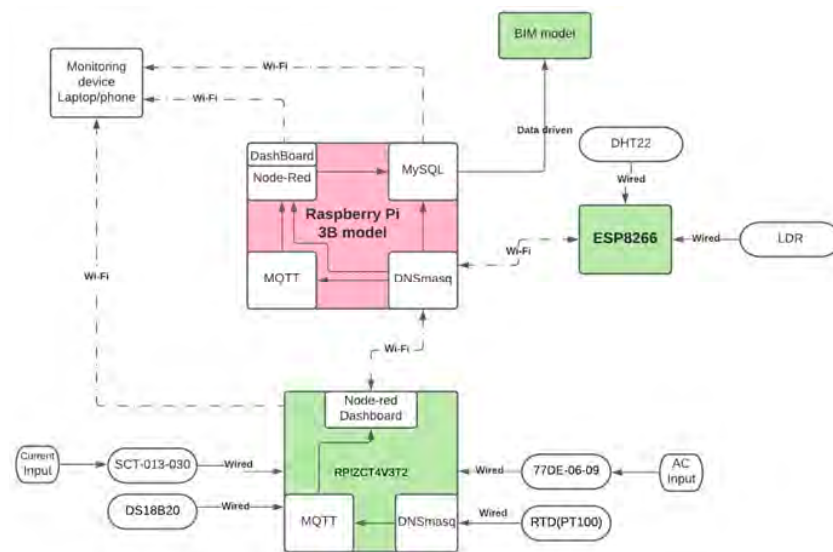 BIM model
Monitoring
device
Laptop/phone
Wi-Fi
Wi-Fi
Data driven
DHT22
DashBoard
Node-Red
MySQL
Wired
Raspberry Pi
3B model
ESP8266
Wired
LDR
Wi-Fi
MQTT
DNSmasq
Wi-Fi
Wi-Fi
Node-red
Dashboard
Current
Input
SCT-013-030
Wired
RPIZCT4V3T2
Wired
77DE-06-09
AC
Input
DS18B20
Wired
MQTT
DNSmasq
Wired
RTD(PT100)